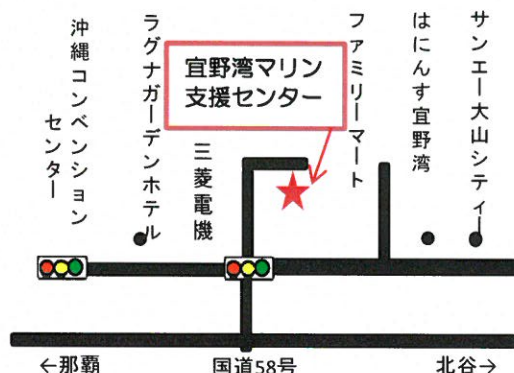 沖縄コンベンション
センター
ラグナガーデンホテル
三菱電機
宜野湾マリン
支援センター
ファミリーマート
はにんす宜野湾
サンエー大山シティー
←那覇
国道58号
北谷→